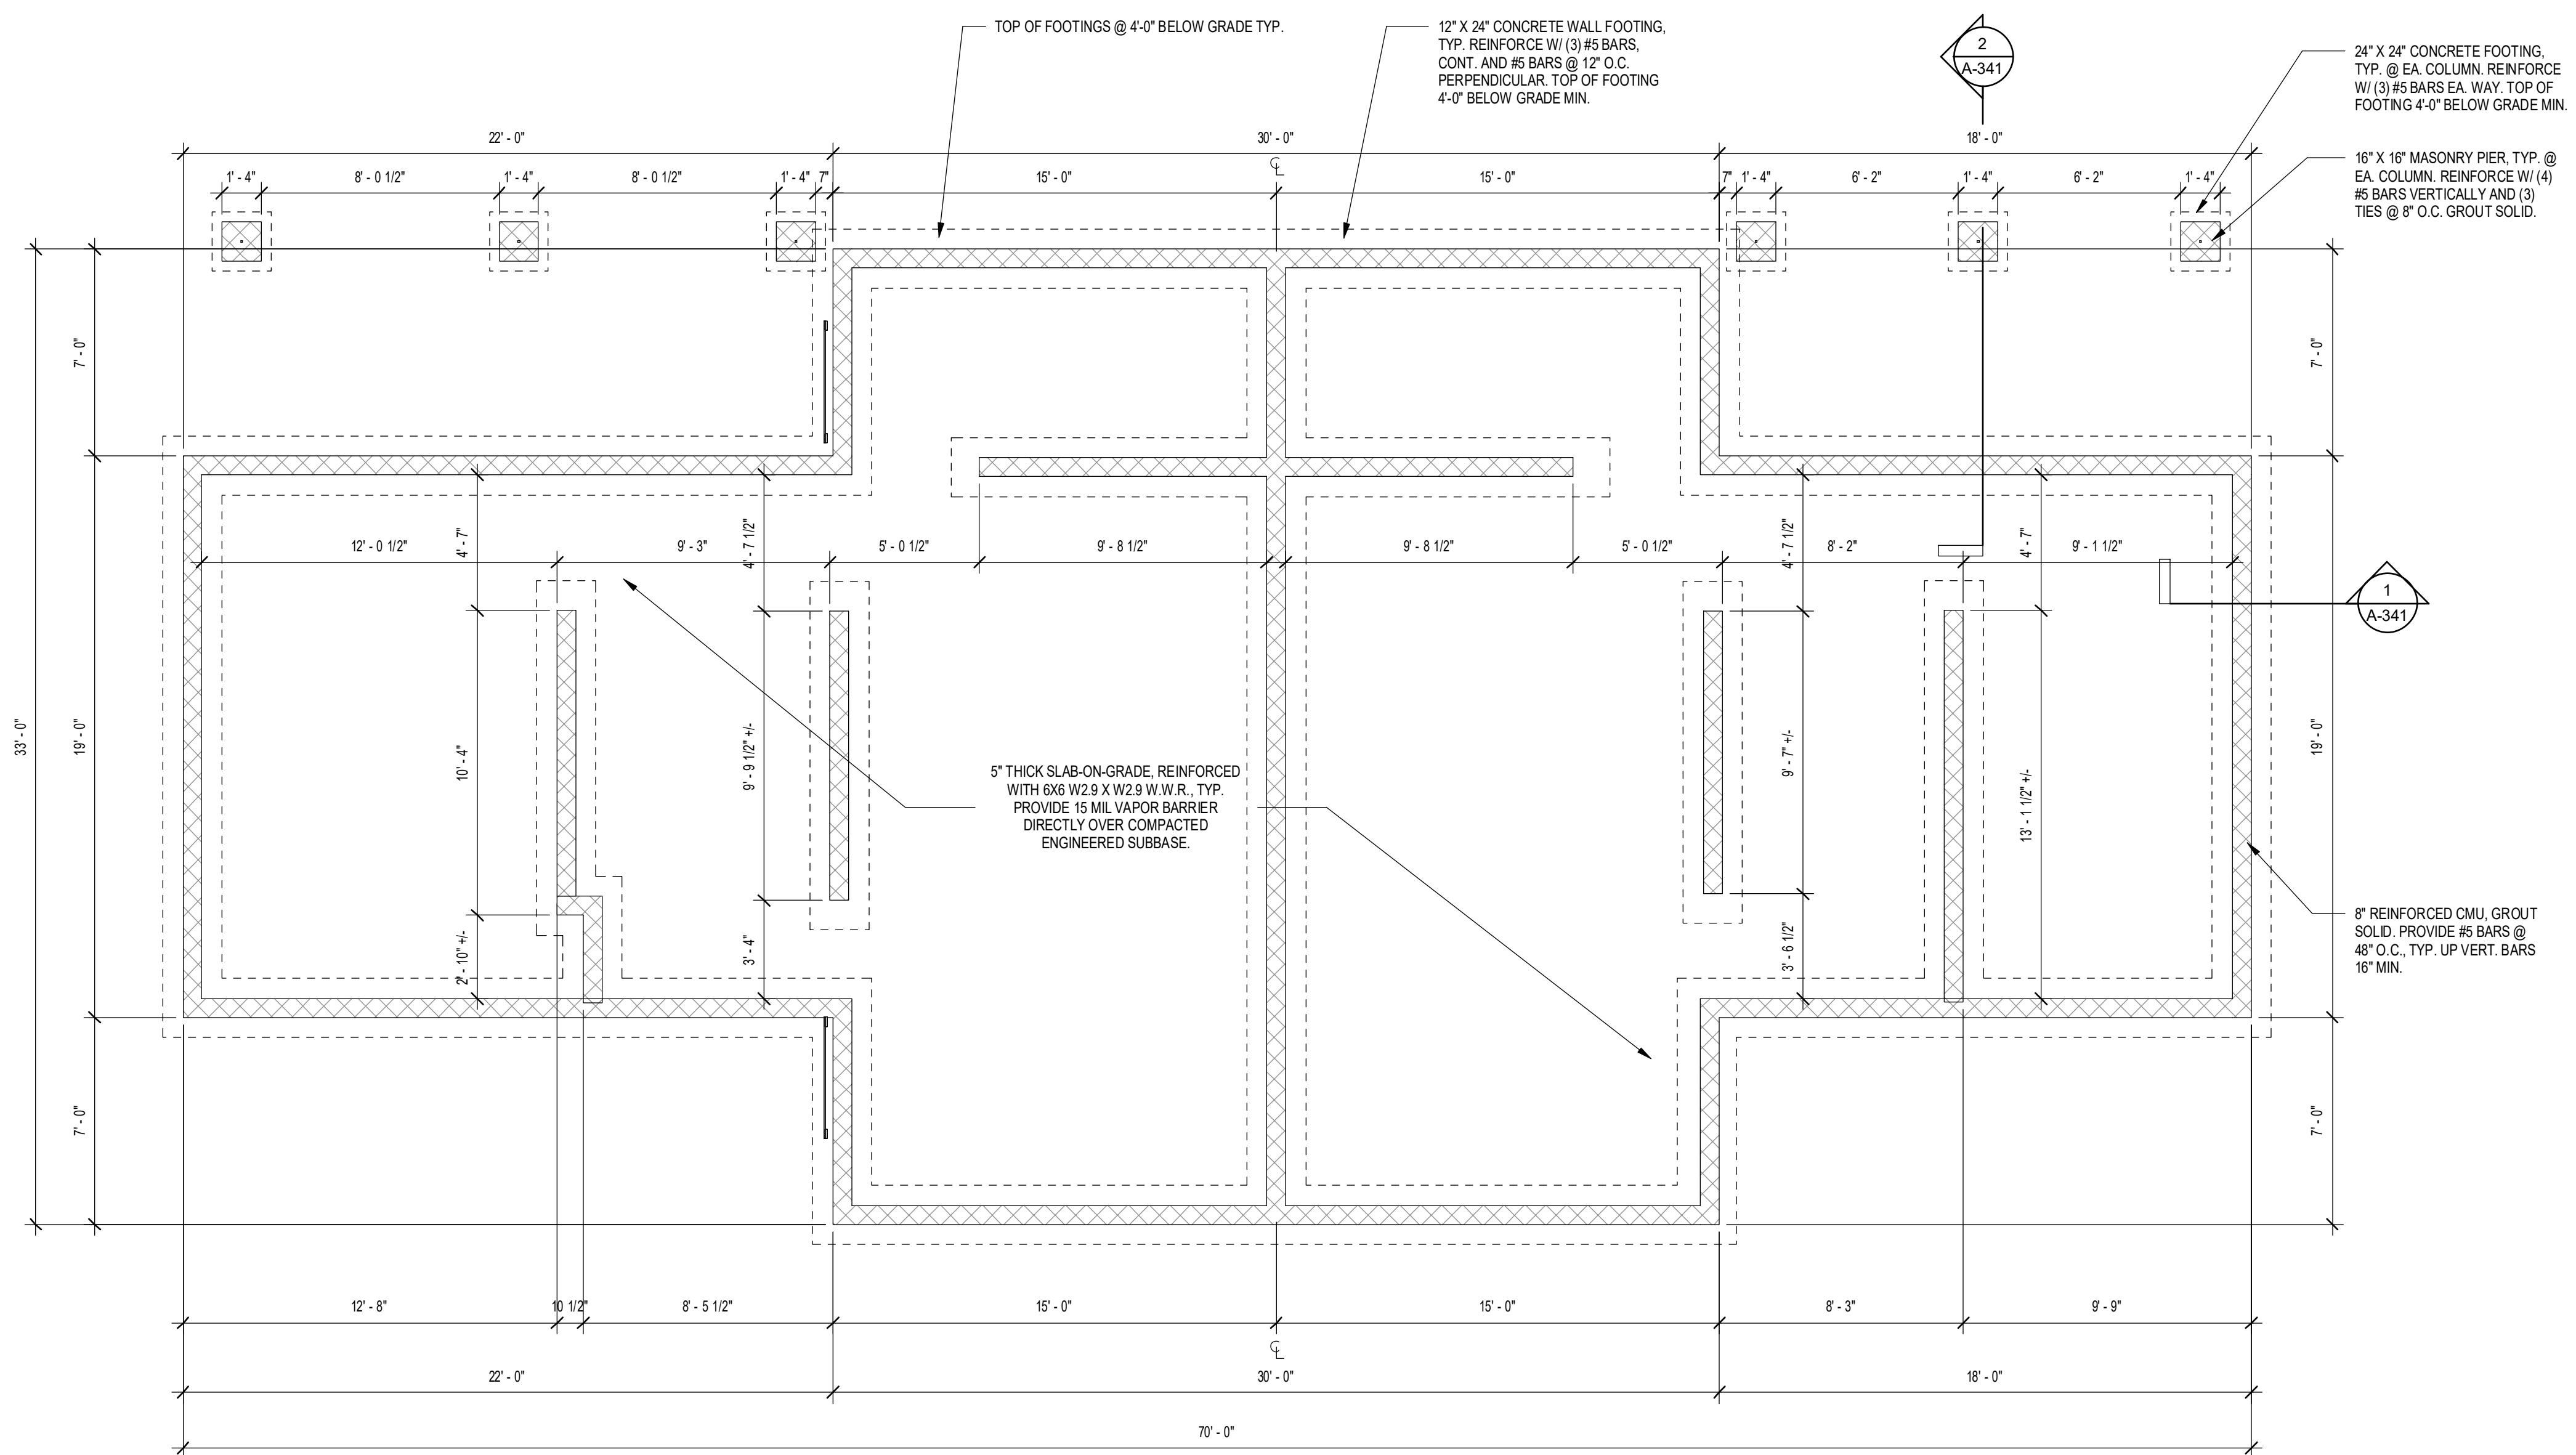 TOP OF FOOTINGS @ 4'-0" BELOW GRADE TYP.
12" X 24" CONCRETE WALL FOOTING,
TYP. REINFORCE W/ (3) #5 BARS,
CONT. AND #5 BARS @ 12" O.C.
PERPENDICULAR. TOP OF FOOTING
4'-0" BELOW GRADE MIN.
2
A-341
24" X 24" CONCRETE FOOTING,
TYP. @ EA. COLUMN. REINFORCE
W/ (3) #5 BARS EA. WAY. TOP OF
FOOTING 4'-0" BELOW GRADE MIN.
16" X 16" MASONRY PIER, TYP. @
EA. COLUMN. REINFORCE W/ (4)
#5 BARS VERTICALLY AND (3)
TIES @ 8" O.C. GROUT SOLID.
22' - 0"
30' - 0"
18' - 0"
1' - 4"
8' - 0 1/2"
1' - 4"
8' - 0 1/2"
1' - 4"
7"
15' - 0"
15' - 0"
7"
1' - 4"
6' - 2"
1' - 4"
6' - 2"
1' - 4"
7' - 0"
7' - 0"
33' - 0"
19' - 0"
19' - 0"
12' - 0 1/2"
4' - 7"
9' - 3"
4' - 7 1/2"
5' - 0 1/2"
9' - 8 1/2"
9' - 8 1/2"
5' - 0 1/2"
4' - 7 1/2"
8' - 2"
4' - 7"
9' - 1 1/2"
1
A-341
10' - 4"
9' - 9 1/2" +/-
9' - 7" +/-
13' - 1 1/2" +/-
5" THICK SLAB-ON-GRADE, REINFORCED
WITH 6X6 W2.9 X W2.9 W.W.R., TYP.
PROVIDE 15 MIL VAPOR BARRIER
DIRECTLY OVER COMPACTED
ENGINEERED SUBBASE.
2' - 10" +/-
3' - 4"
3' - 6 1/2"
8" REINFORCED CMU, GROUT
SOLID. PROVIDE #5 BARS @
48" O.C., TYP. UP VERT. BARS
16" MIN.
7' - 0"
7' - 0"
12' - 8"
10 1/2"
8' - 5 1/2"
15' - 0"
15' - 0"
8' - 3"
9' - 9"
22' - 0"
30' - 0"
18' - 0"
70' - 0"